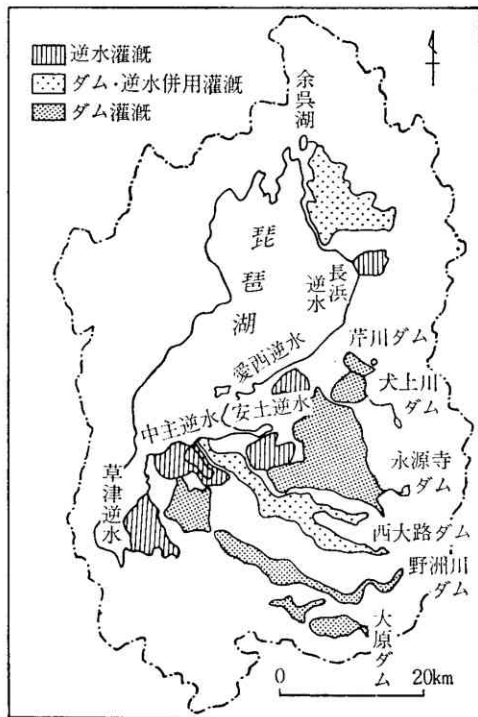 逆水灌漑
ダム・逆水併用灌漑
ダム灌漑
余呉湖
琵琶湖
長浜
逆水
芹川ダム
愛西逆水
犬上川
ダム
安土逆水
中主逆水
永源寺
ダム
草津逆水
西大路ダム
野洲川
ダム
大原ダム
0 20km